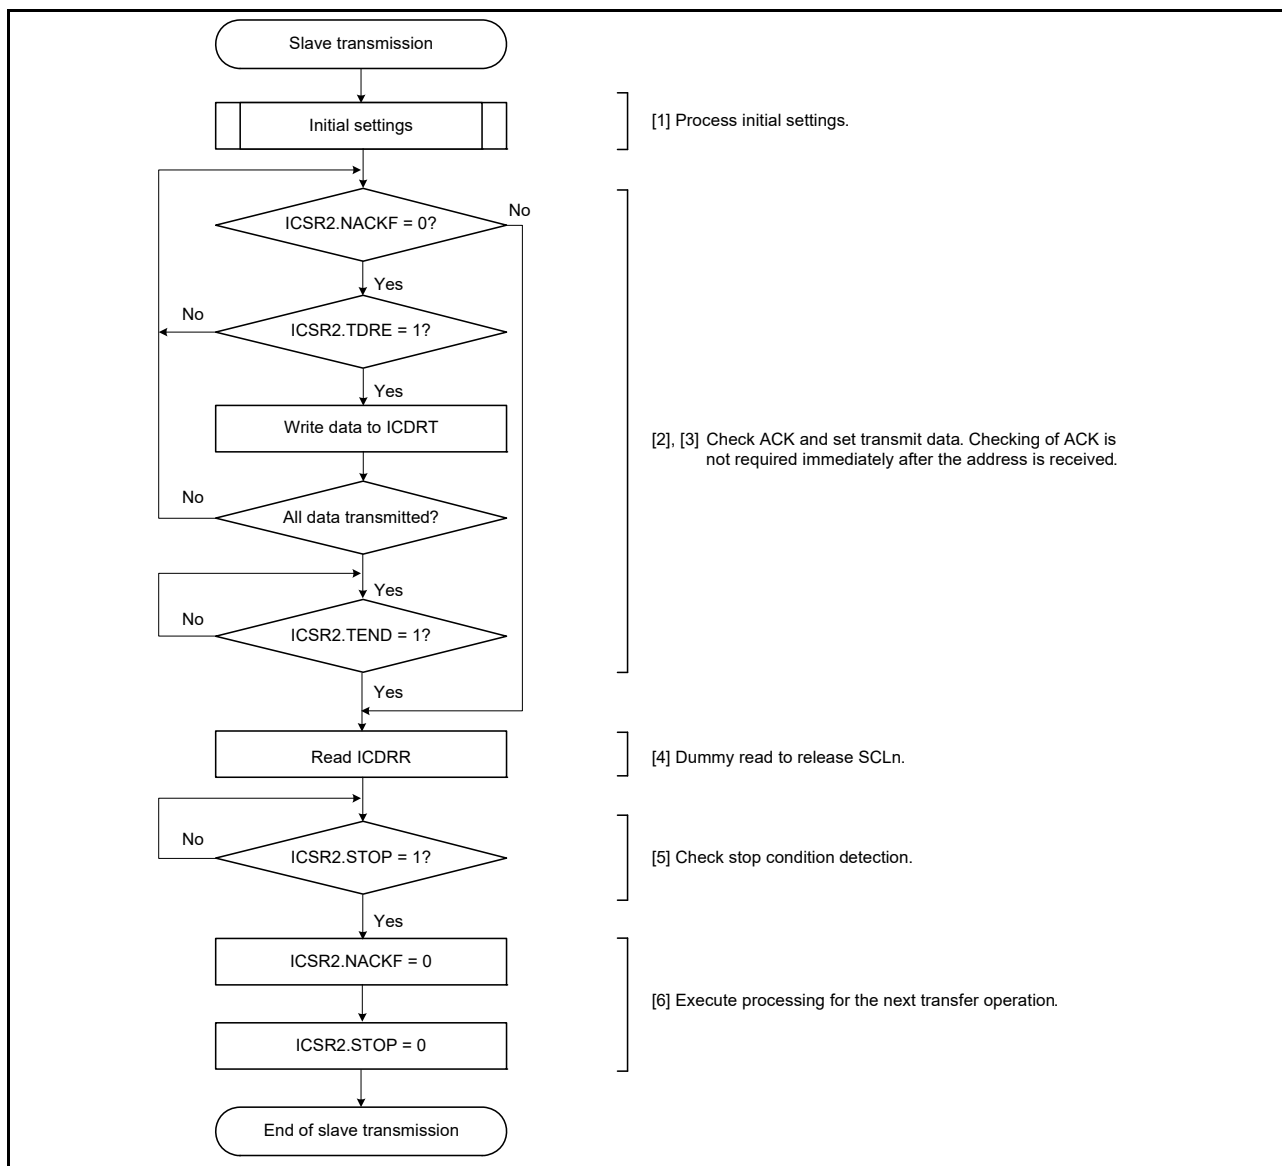 Slave transmission
Initial settings
[1] Process initial settings.
ICSR2.NACKF = 0?
No
Yes
No
ICSR2.TDRE = 1?
Yes
Write data to ICDRT
[2], [3] Check ACK and set transmit data. Checking of ACK is
not required immediately after the address is received.
No
All data transmitted?
Yes
No
ICSR2.TEND = 1?
Yes
Read ICDRR
[4] Dummy read to release SCLn.
No
ICSR2.STOP = 1?
[5] Check stop condition detection.
Yes
ICSR2.NACKF = 0
[6] Execute processing for the next transfer operation.
ICSR2.STOP = 0
End of slave transmission